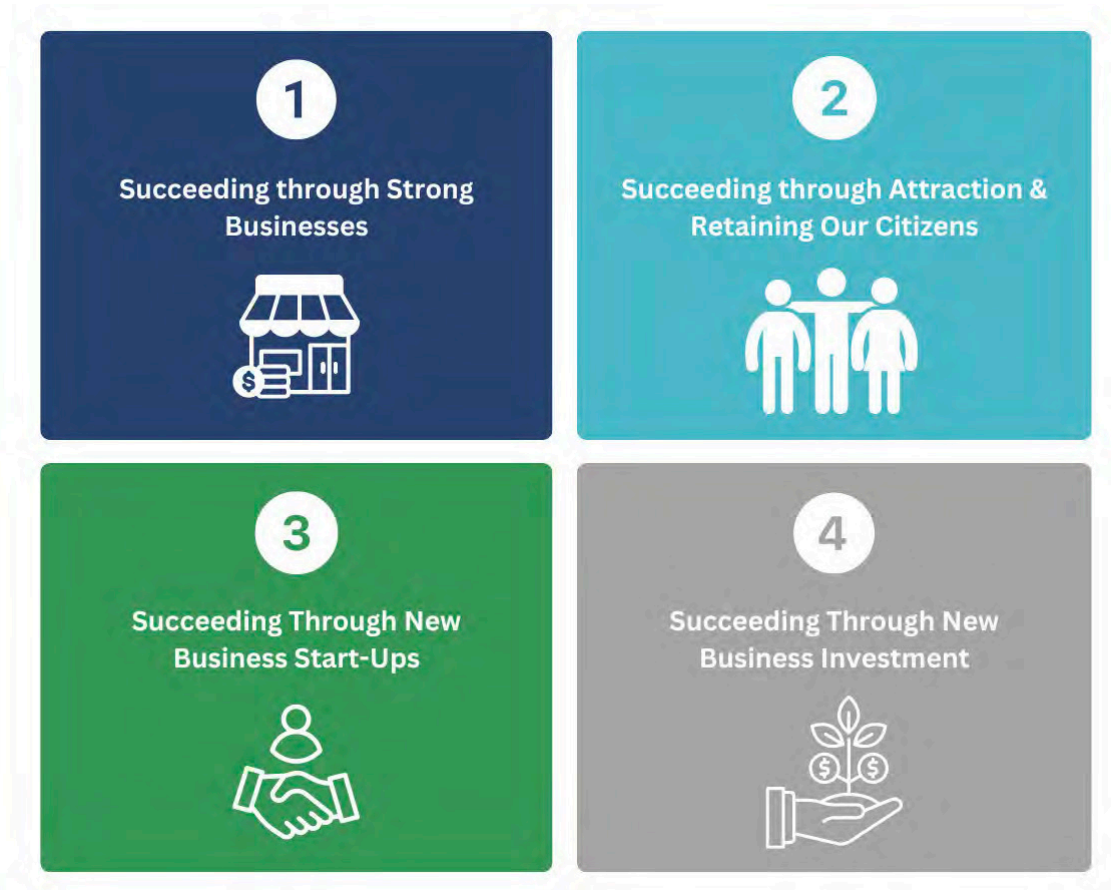 1
Succeeding through Strong
Businesses
$
2
Succeeding through Attraction &
Retaining Our Citizens
3
Succeeding Through New
Business Start-Ups
4
Succeeding Through New
Business Investment
$ $